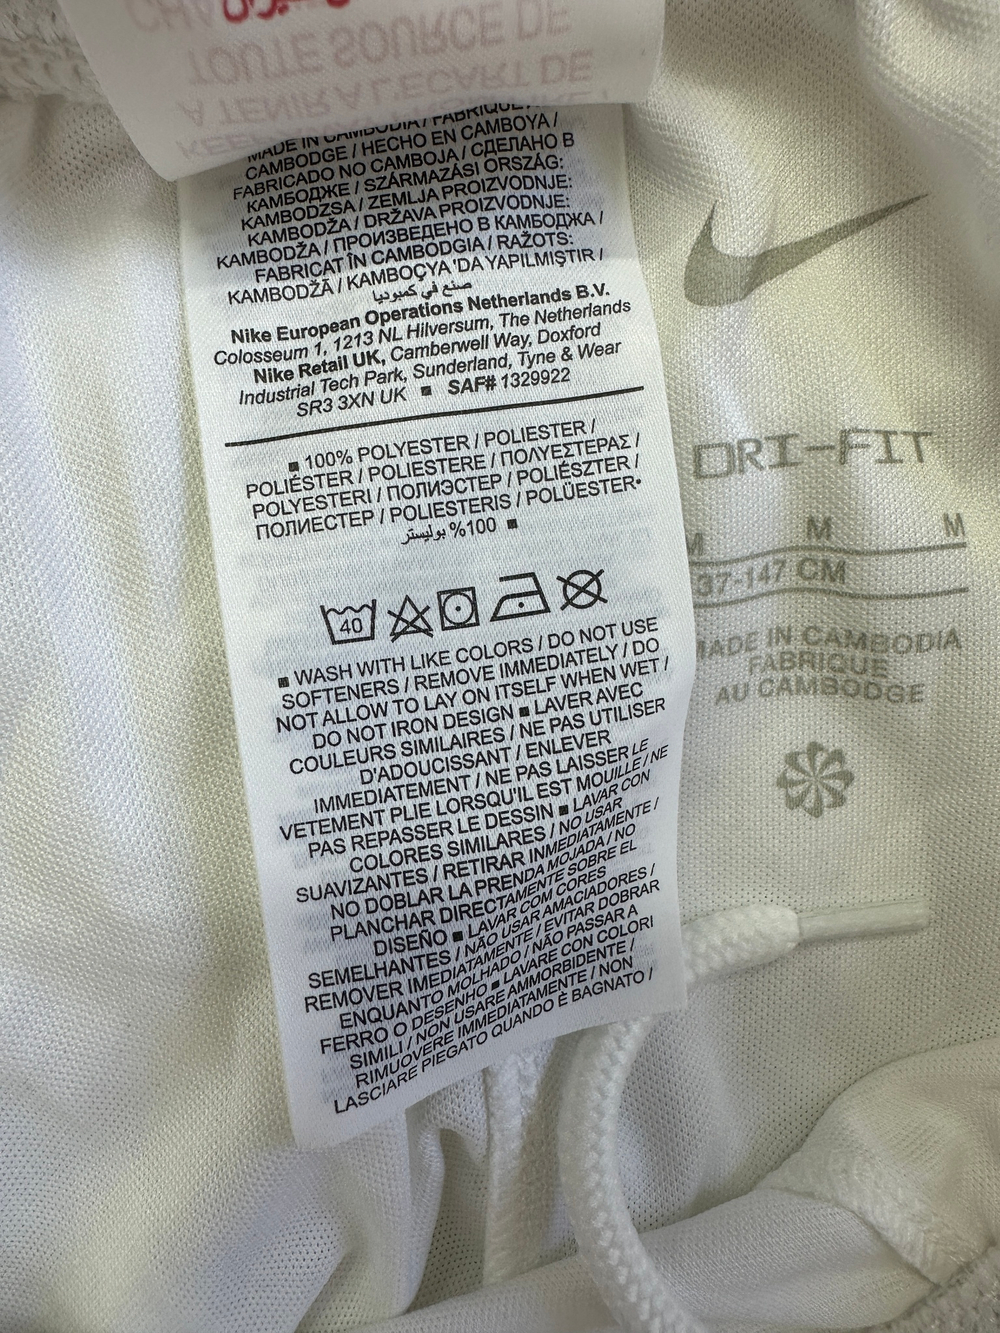 TOUTE SOURCE DE
À TENIR À L'ÉCART DE
MADE IN CAMBODIA / FABRIQUÉ
CAMBODGE / HECHO EN CAMBOYA /
FABRICADO NO CAMBOJA / СДЕЛАНО В
КАМБОДЖЕ / SZÁRMAZÁSI ORSZÁG:
KAMBODZSA / ZEMLJA PROIZVODNJE:
KAMBODŽA / DRŽAVA PROIZVODNJE:
KAMBODŽA / ПРОИЗВЕДЕНО В КАМБОДЖА /
FABRICAT ÎN CAMBODGIA / RAŽOTS:
KAMBODŽĀ / KAMBOÇYA 'DA YAPILMIŞTIR /
صنع في كمبوديا
Nike European Operations Netherlands B.V.
Colosseum 1, 1213 NL Hilversum, The Netherlands
Nike Retail UK, Camberwell Way, Doxford
Industrial Tech Park, Sunderland, Tyne & Wear
SR3 3XN UK ■ SAF# 1329922
■ 100% POLYESTER / POLIESTER /
POLIÉSTER / POLIESTERE / ΠΟΛΥΕΣΤΕΡΑΣ /
POLYESTERI / ПОЛИЭСТЕР / POLIÉSZTER /
ПОЛИЕСТЕР / POLIESTERIS / POLÜESTER•
100% بوليستر ■
40
■ WASH WITH LIKE COLORS / DO NOT USE
SOFTENERS / REMOVE IMMEDIATELY / DO
NOT ALLOW TO LAY ON ITSELF WHEN WET /
DO NOT IRON DESIGN ■ LAVER AVEC
COULEURS SIMILAIRES / NE PAS UTILISER
D'ADOUCISSANT / ENLEVER
IMMEDIATEMENT / NE PAS LAISSER LE
VETEMENT PLIE LORSQU'IL EST MOUILLE / NE
PAS REPASSER LE DESSIN ■ LAVAR CON
COLORES SIMILARES / NO USAR
SUAVIZANTES / RETIRAR INMEDIATAMENTE /
NO DOBLAR LA PRENDA MOJADA / NO
PLANCHAR DIRECTAMENTE SOBRE EL
DISEÑO ■ LAVAR COM CORES
SEMELHANTES / NÃO USAR AMACIADORES /
REMOVER IMEDIATAMENTE / EVITAR DOBRAR
ENQUANTO MOLHADO / NÃO PASSAR A
FERRO O DESENHO ■ LAVARE CON COLORI
SIMILI / NON USARE AMMORBIDENTE /
RIMUOVERE IMMEDIATAMENTE / NON
LASCIARE PIEGATO QUANDO È BAGNATO /
DRI-FIT
M M M
37-147 CM
MADE IN CAMBODIA
FABRIQUE
AU CAMBODGE